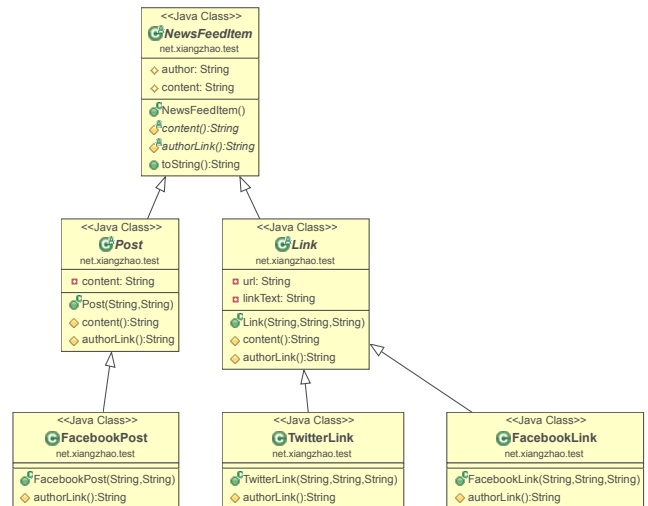 <<Java Class>>
NewsFeedItem
net.xiangzhao.test
author: String
content: String
NewsFeedItem()
content():String
authorLink():String
toString():String
<<Java Class>>
Post
net.xiangzhao.test
content: String
Post(String,String)
content():String
authorLink():String
<<Java Class>>
Link
net.xiangzhao.test
url: String
linkText: String
Link(String,String,String)
content():String
authorLink():String
<<Java Class>>
FacebookPost
net.xiangzhao.test
FacebookPost(String,String)
authorLink():String
<<Java Class>>
TwitterLink
net.xiangzhao.test
TwitterLink(String,String,String)
authorLink():String
<<Java Class>>
FacebookLink
net.xiangzhao.test
FacebookLink(String,String,String)
authorLink():String